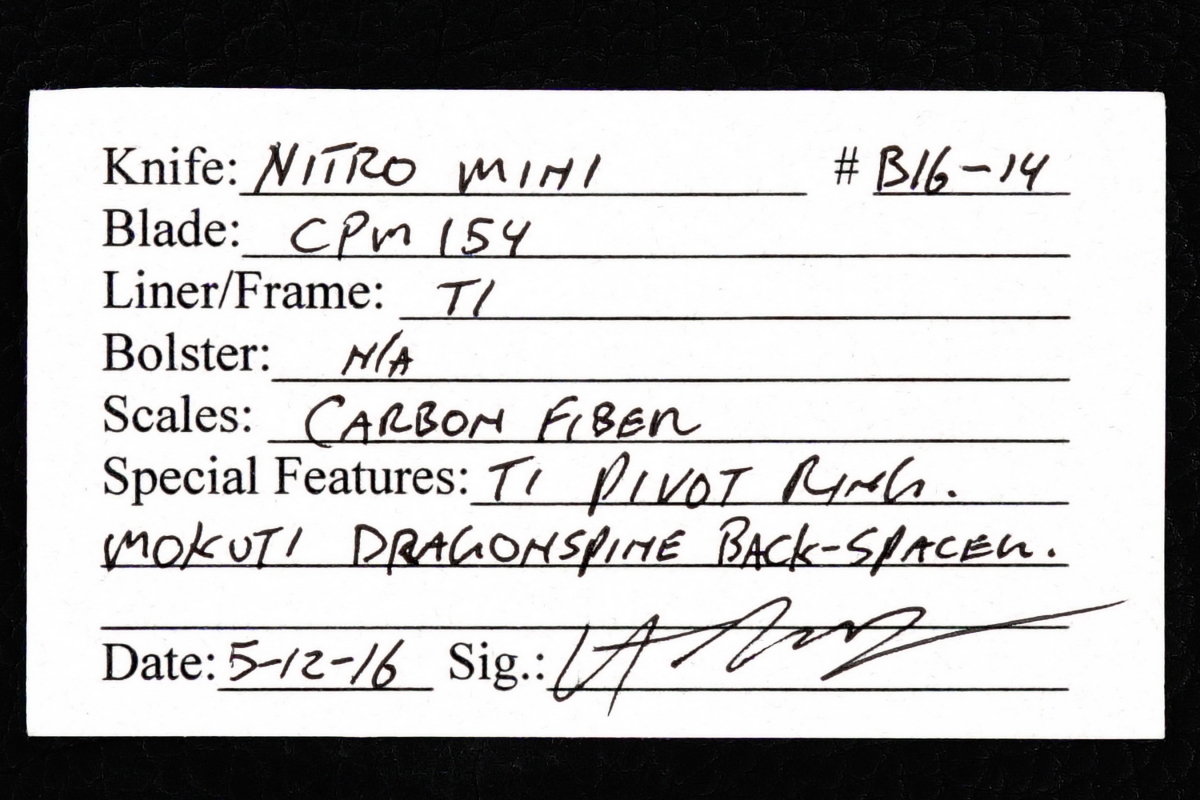 Knife: NITRO MINI # B16-14
Blade: CPM 154
Liner/Frame: TI
Bolster: N/A
Scales: CARBON FIBER
Special Features: TI PIVOT RING.
MOKUTI DRAGONSPINE BACK-SPACER.
Date: 5-12-16 Sig.: